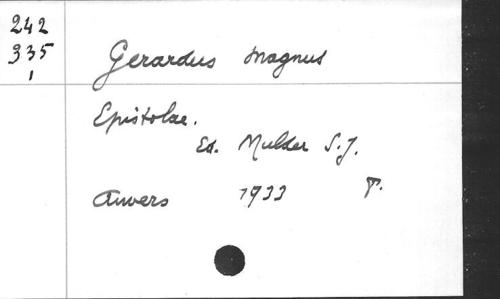 242
335
1
Gerardus Magnus
Epistolae.
Ed. Mulder S.J.
Anvers 1933 T.